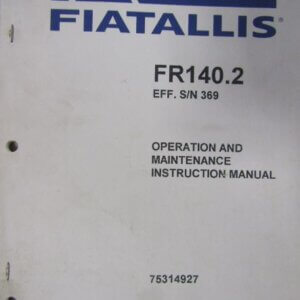 FIATALLIS®
FR140.2
EFF. S/N 369
OPERATION AND
MAINTENANCE
INSTRUCTION MANUAL
75314927